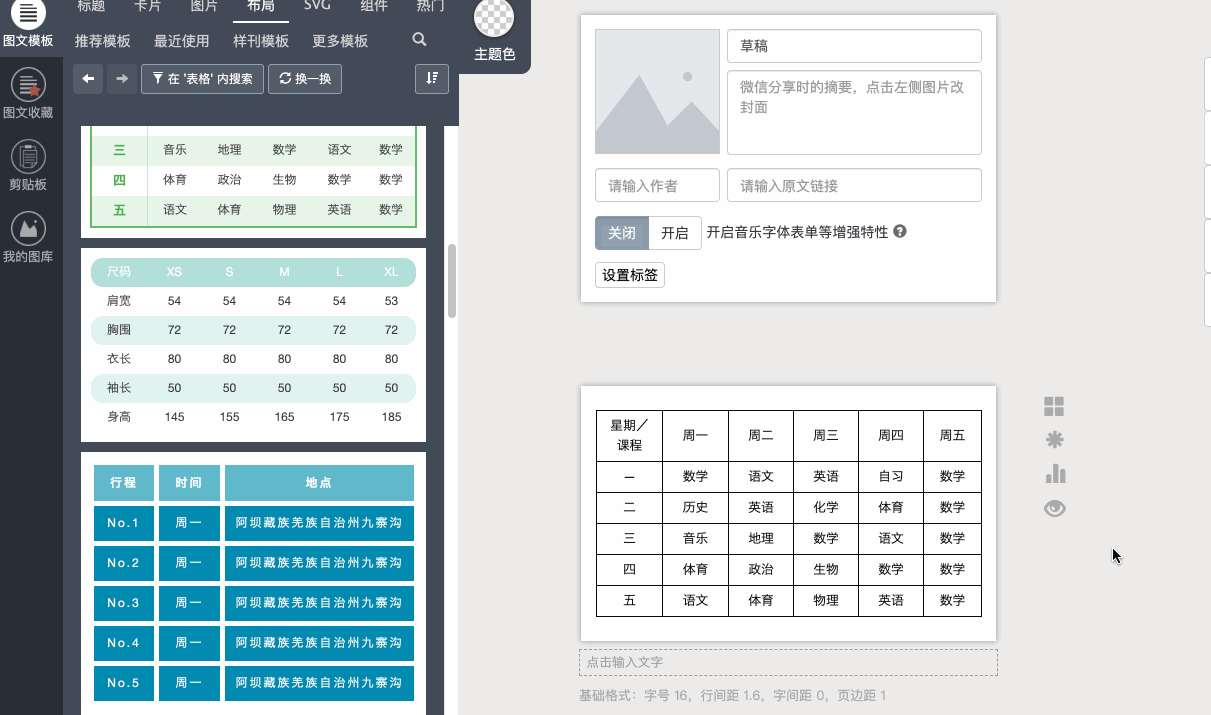 标题 卡片 图片 布局 SVG 组件 热门
推荐模板 最近使用 样刊模板 更多模板
在 '表格' 内搜索 换一换
图文模板
图文收藏
剪贴板
我的图库
主题色
三 音乐 地理 数学 语文 数学
四 体育 政治 生物 数学 数学
五 语文 体育 物理 英语 数学
尺码 XS S M L XL
肩宽 54 54 54 54 53
胸围 72 72 72 72 72
衣长 80 80 80 80 80
袖长 50 50 50 50 50
身高 145 155 165 175 185
行程 时间 地点
No.1 周一 阿坝藏族羌族自治州九寨沟
No.2 周一 阿坝藏族羌族自治州九寨沟
No.3 周一 阿坝藏族羌族自治州九寨沟
No.4 周一 阿坝藏族羌族自治州九寨沟
No.5 周一 阿坝藏族羌族自治州九寨沟
草稿
微信分享时的摘要，点击左侧图片改
封面
请输入作者 请输入原文链接
关闭 开启 开启音乐字体表单等增强特性
设置标签
星期／
课程 周一 周二 周三 周四 周五
一 数学 语文 英语 自习 数学
二 历史 英语 化学 体育 数学
三 音乐 地理 数学 语文 数学
四 体育 政治 生物 数学 数学
五 语文 体育 物理 英语 数学
点击输入文字
基础格式：字号 16，行间距 1.6，字间距 0，页边距 1